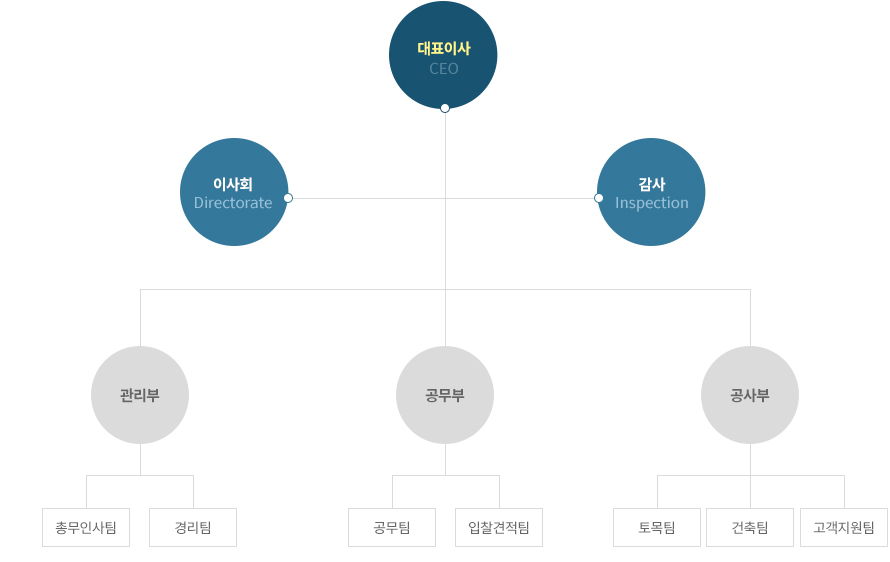 대표이사
CEO
이사회
Directorate
감사
Inspection
관리부
공무부
공사부
총무인사팀
경리팀
공무팀
입찰견적팀
토목팀
건축팀
고객지원팀